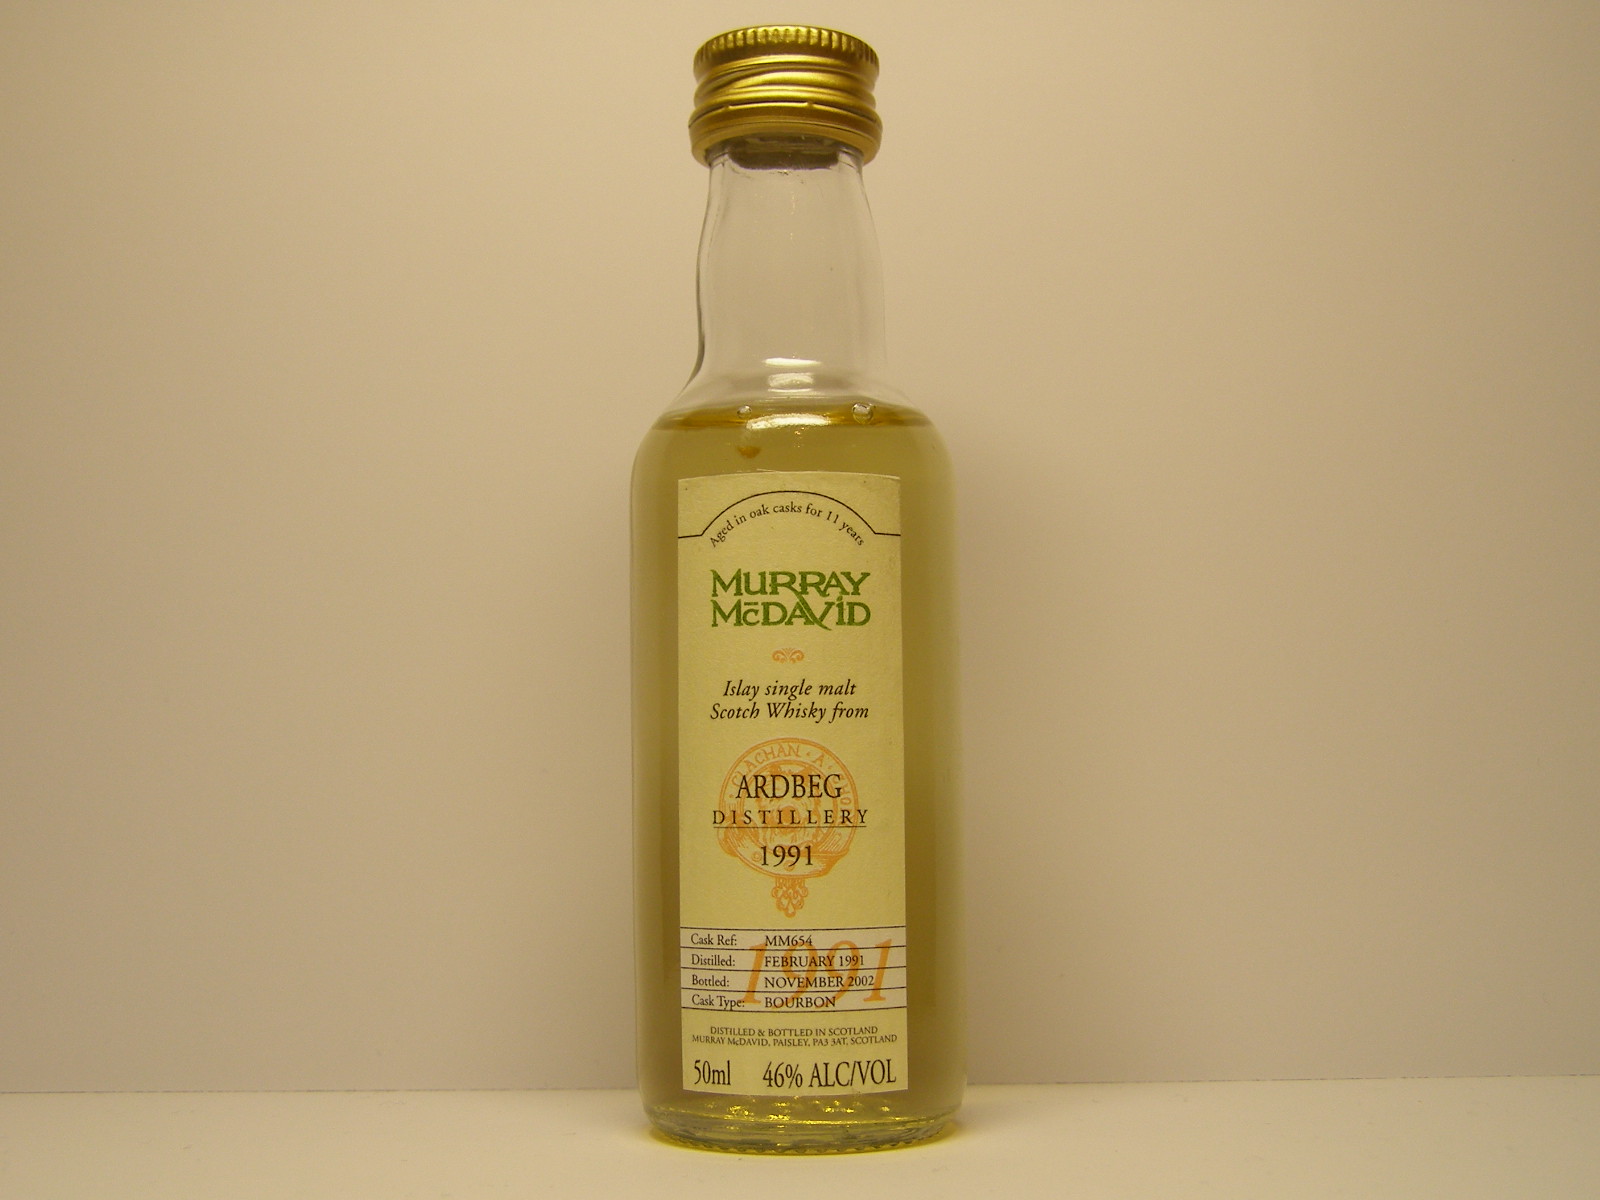 Aged in oak casks for 11 years
MURRAY
McDAVID
Islay single malt
Scotch Whisky from
CLACHAN · A ·
ARDBEG
DISTILLERY
1991
1991
Cask Ref: MM654
Distilled: FEBRUARY 1991
Bottled: NOVEMBER 2002
Cask Type: BOURBON
DISTILLED & BOTTLED IN SCOTLAND
MURRAY McDAVID, PAISLEY, PA3 3AT, SCOTLAND
50ml 46% ALC/VOL